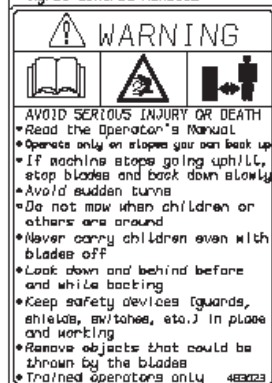 WARNING
AVOID SERIOUS INJURY OR DEATH
•Read the Operator's Manual
•Operate only on slopes you can back up
•If machine stops going uphill,
stop blades and back down slowly
•Avoid sudden turns
•Do not mow when children or
others are around
•Never carry children even with
blades off
•Look down and behind before
and while backing
•Keep safety devices (guards,
shields, switches, etc.) in place
and working
•Remove objects that could be
thrown by the blades
•Trained operators only